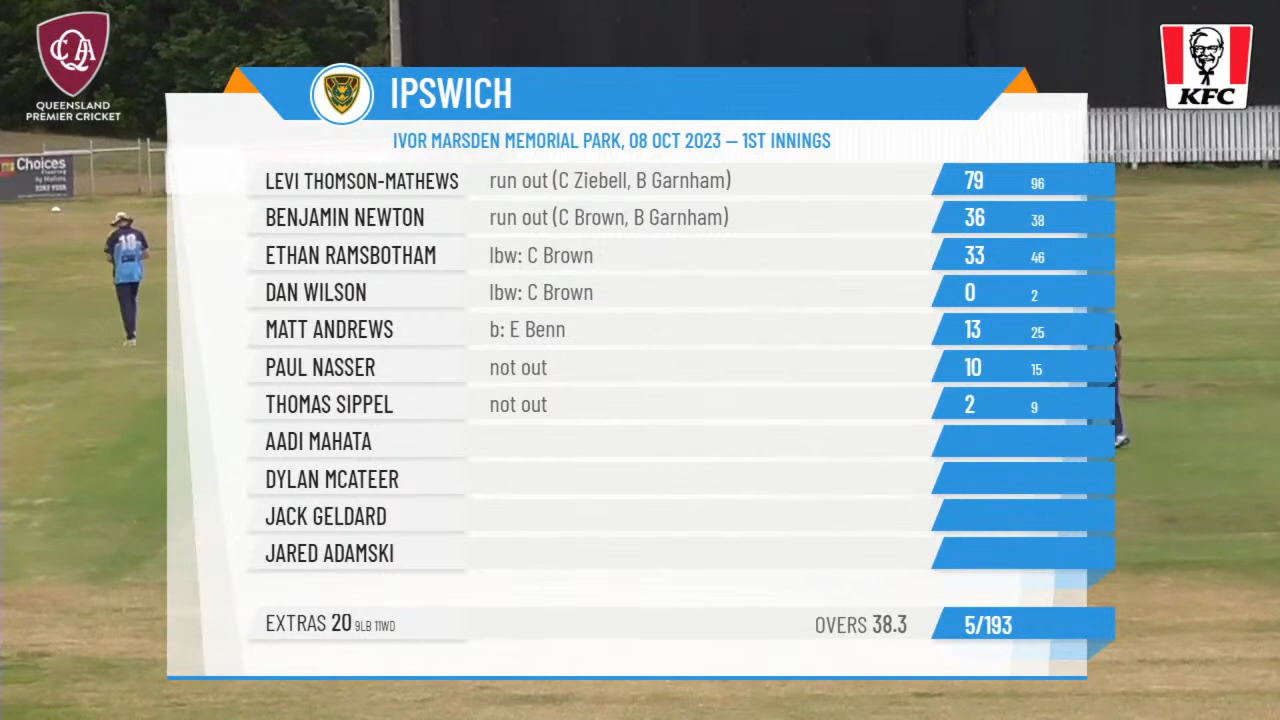 QUEENSLAND
PREMIER CRICKET
KFC
IPSWICH
IVOR MARSDEN MEMORIAL PARK, 08 OCT 2023 – 1ST INNINGS
Choices
LEVI THOMSON-MATHEWS run out (C Ziebell, B Garnham) 79 96
BENJAMIN NEWTON run out (C Brown, B Garnham) 36 38
ETHAN RAMSBOTHAM lbw: C Brown 33 46
DAN WILSON lbw: C Brown 0 2
MATT ANDREWS b: E Benn 13 25
PAUL NASSER not out 10 15
THOMAS SIPPEL not out 2 9
AADI MAHATA
DYLAN MCATEER
JACK GELDARD
JARED ADAMSKI
EXTRAS 20 9LB 11WD OVERS 38.3 5/193
18